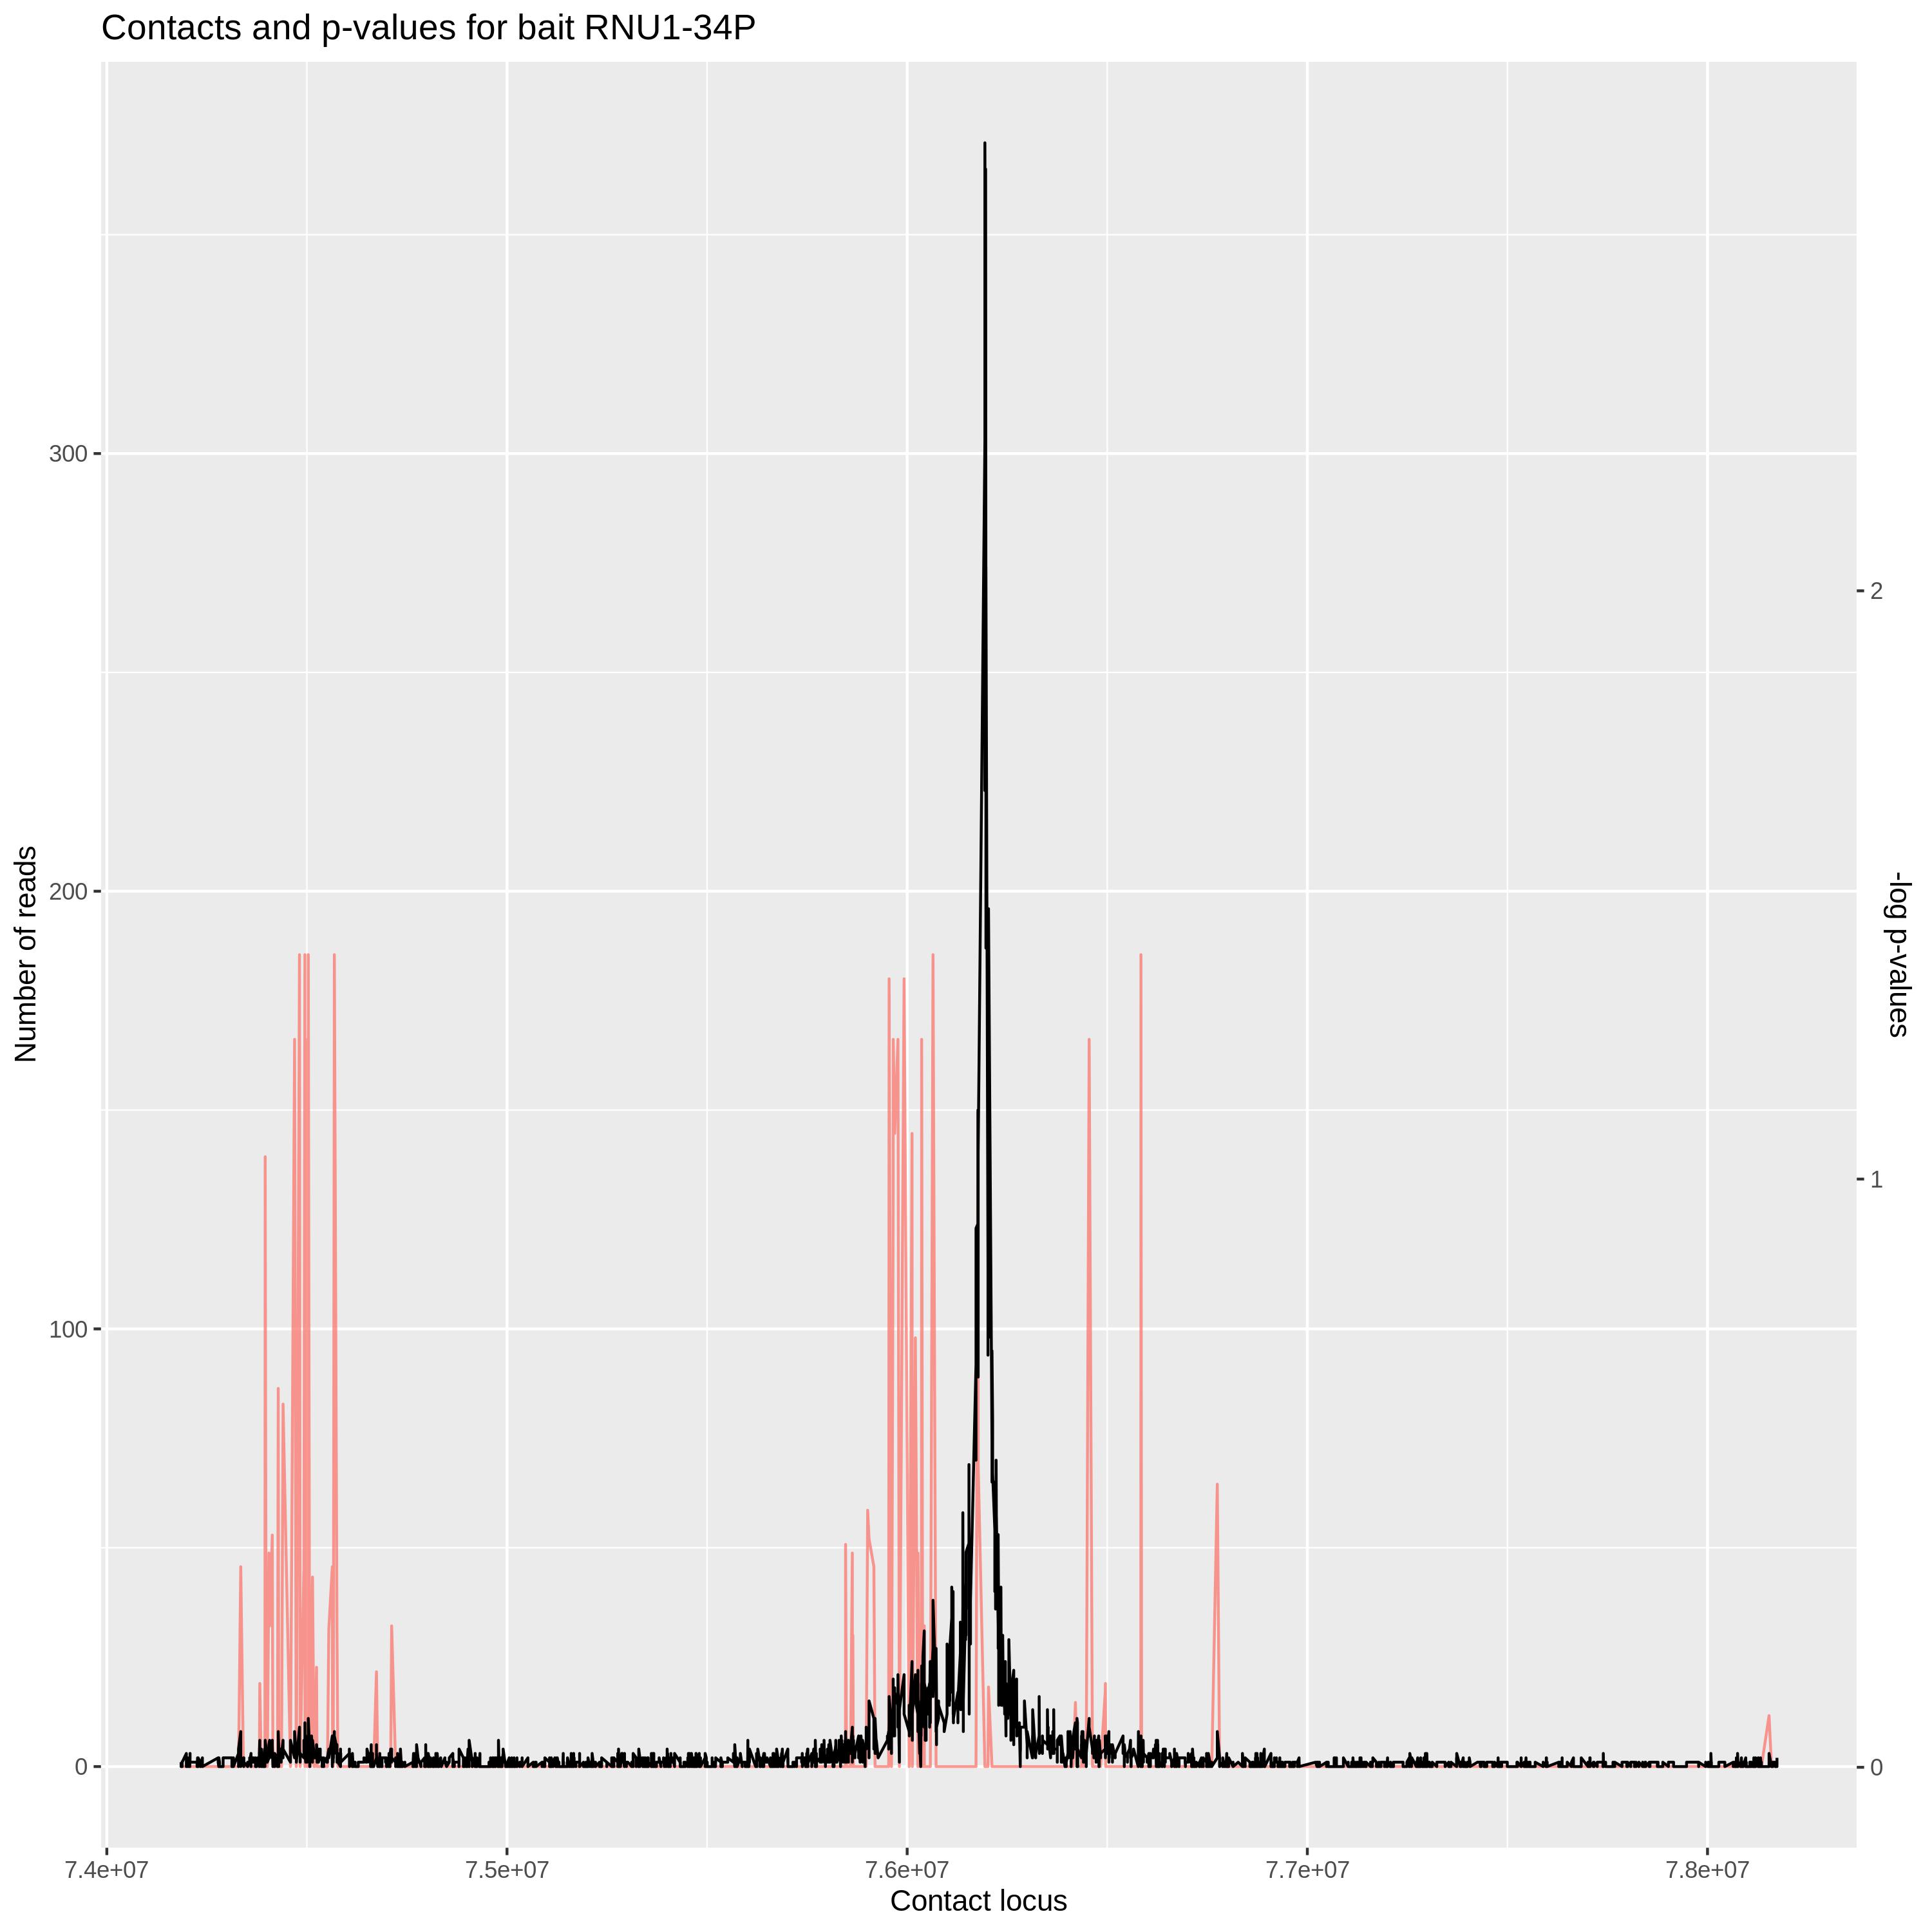 Contacts and p-values for bait RNU1-34P
300
200
100
0
2
1
0
Number of reads
-log p-values
7.4e+07
7.5e+07
7.6e+07
7.7e+07
7.8e+07
Contact locus